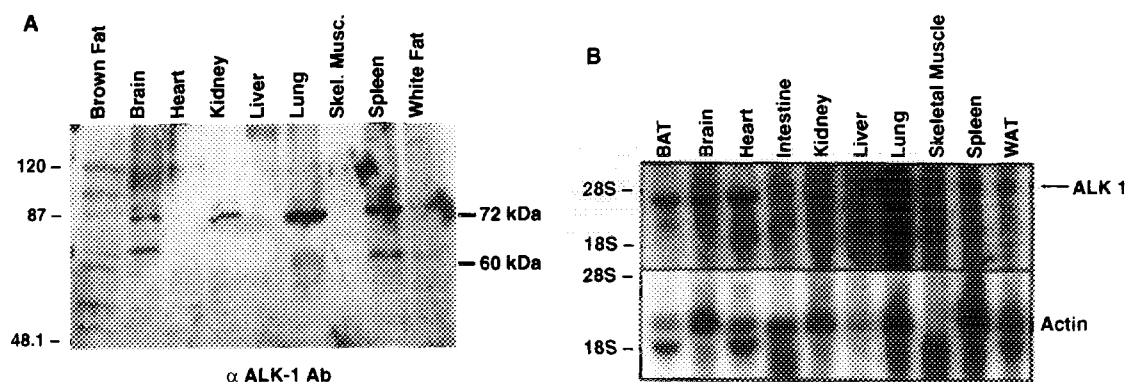 A
Brown Fat
Brain
Heart
Kidney
Liver
Lung
Skel. Musc.
Spleen
White Fat
120 –
87 –
48.1 –
72 kDa
60 kDa
α ALK-1 Ab
B
BAT
Brain
Heart
Intestine
Kidney
Liver
Lung
Skeletal Muscle
Spleen
WAT
28S –
18S –
28S –
18S –
←ALK 1
Actin